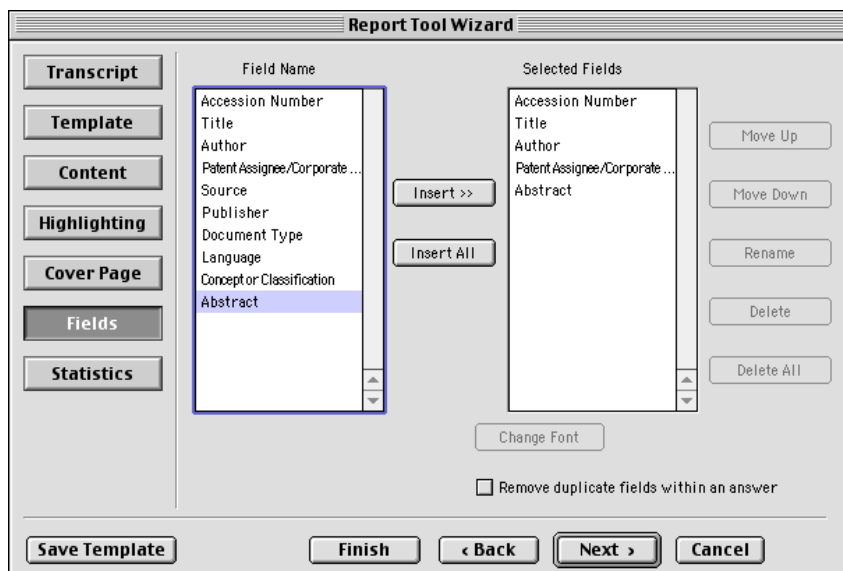 Report Tool Wizard
Transcript
Template
Content
Highlighting
Cover Page
Fields
Statistics
Field Name
Accession Number
Title
Author
Patent Assignee/Corporate ...
Source
Publisher
Document Type
Language
Concept or Classification
Abstract
Insert >>
Insert All
Selected Fields
Accession Number
Title
Author
Patent Assignee/Corporate ...
Abstract
Move Up
Move Down
Rename
Delete
Delete All
Change Font
Remove duplicate fields within an answer
Save Template
Finish
‹ Back
Next ›
Cancel